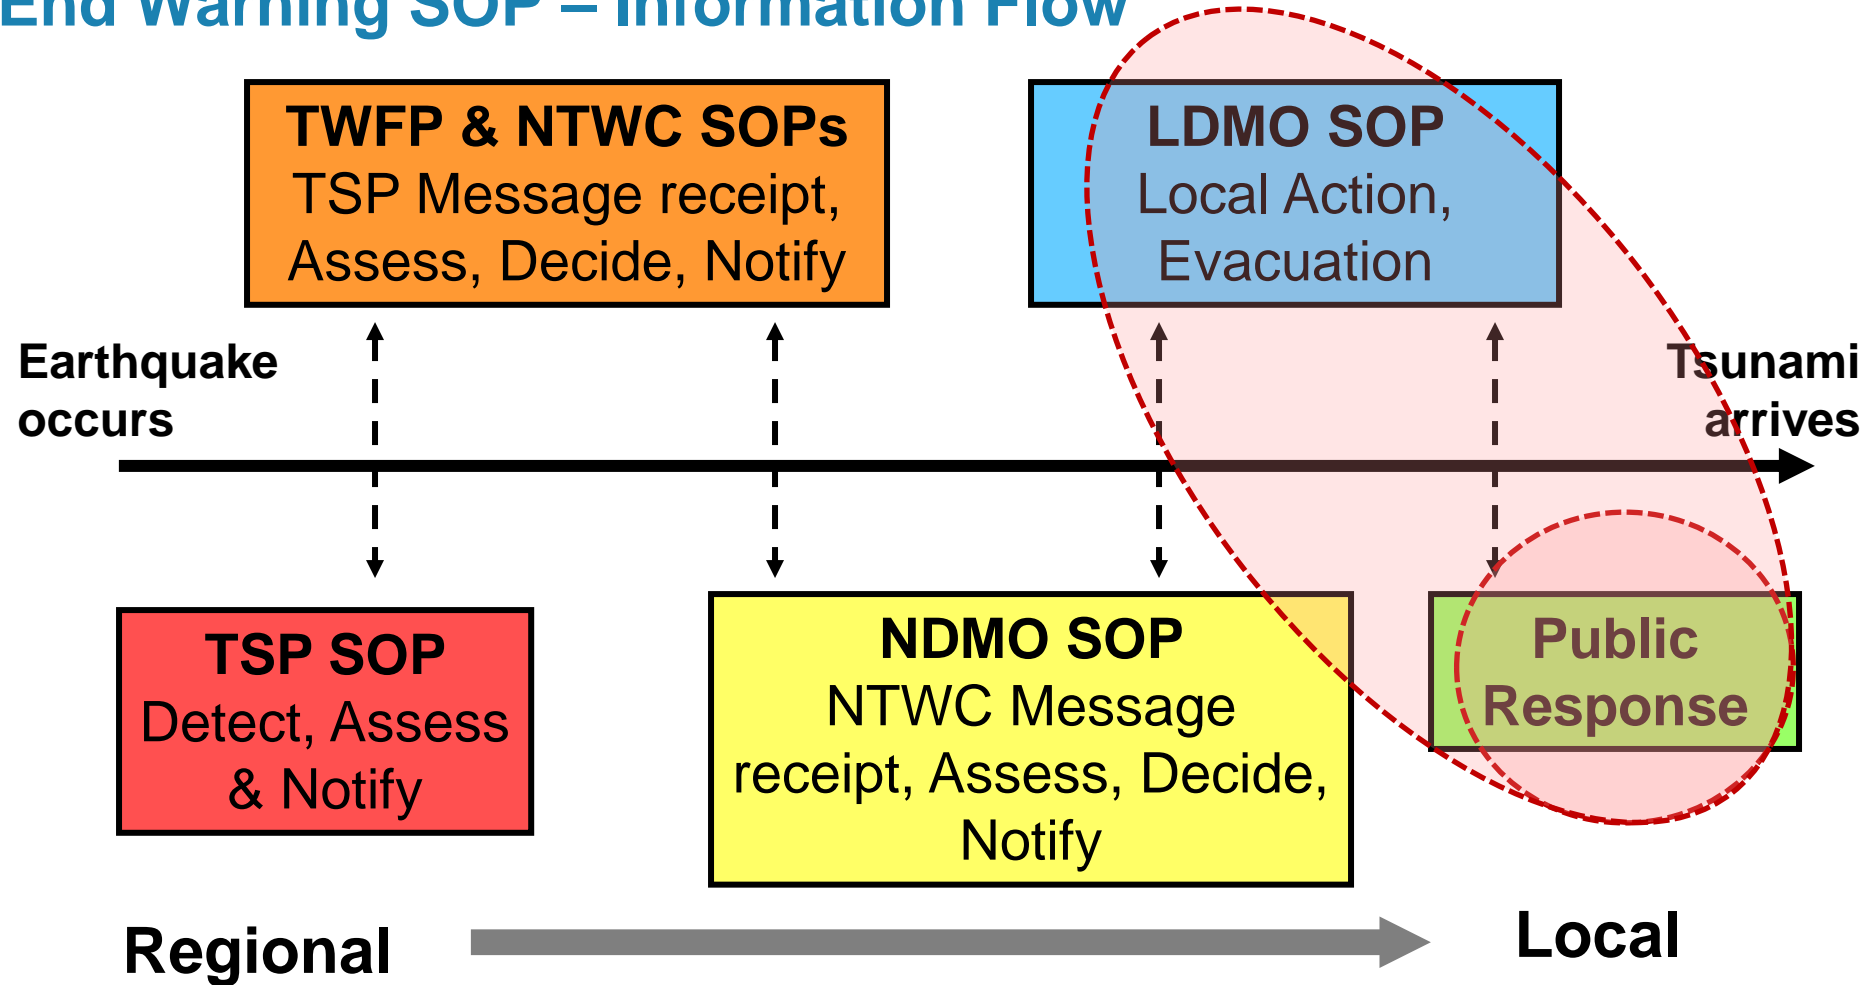 End Warning SOP – Information Flow
TWFP & NTWC SOPs
TSP Message receipt,
Assess, Decide, Notify
LDMO SOP
Local Action,
Evacuation
Earthquake
occurs
Tsunami
arrives
TSP SOP
Detect, Assess
& Notify
NDMO SOP
NTWC Message
receipt, Assess, Decide,
Notify
Public
Response
Regional
Local